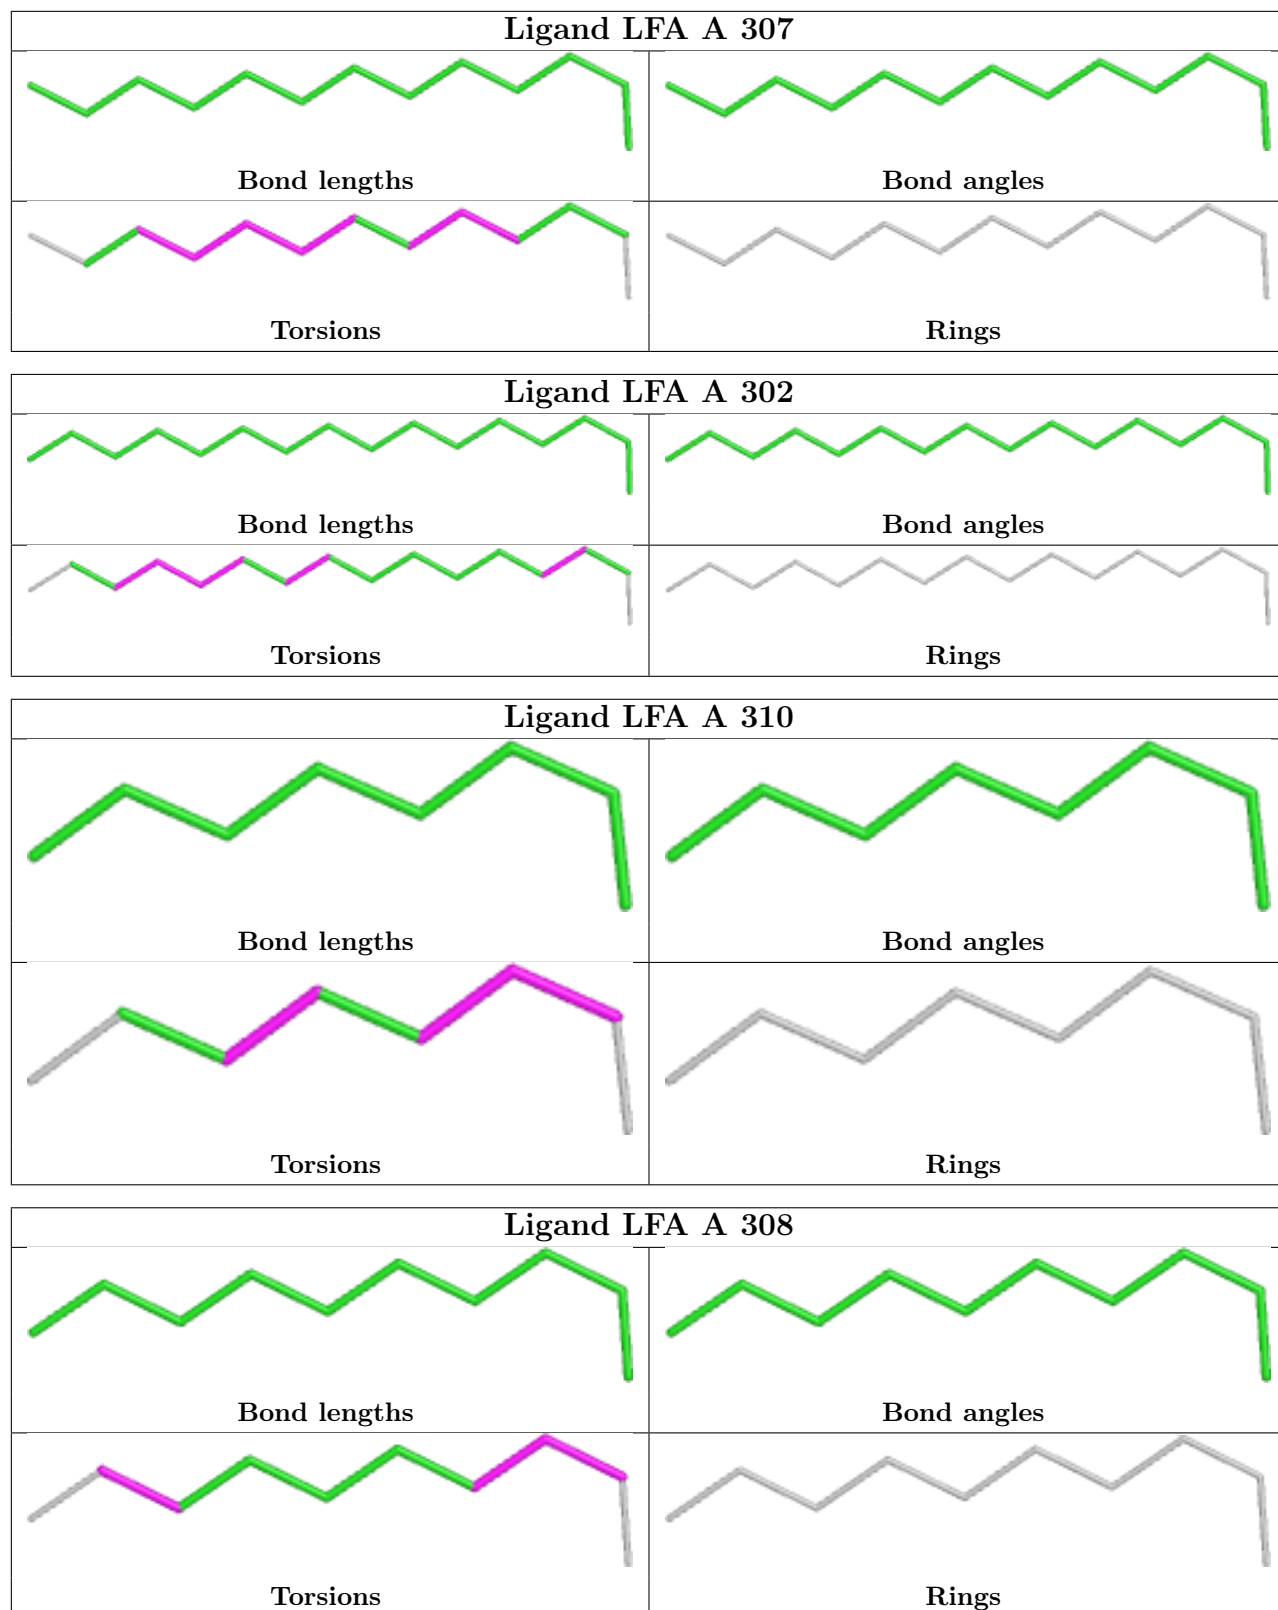 Ligand LFA A 307
Bond lengths
Bond angles
Torsions
Rings
Ligand LFA A 302
Bond lengths
Bond angles
Torsions
Rings
Ligand LFA A 310
Bond lengths
Bond angles
Torsions
Rings
Ligand LFA A 308
Bond lengths
Bond angles
Torsions
Rings